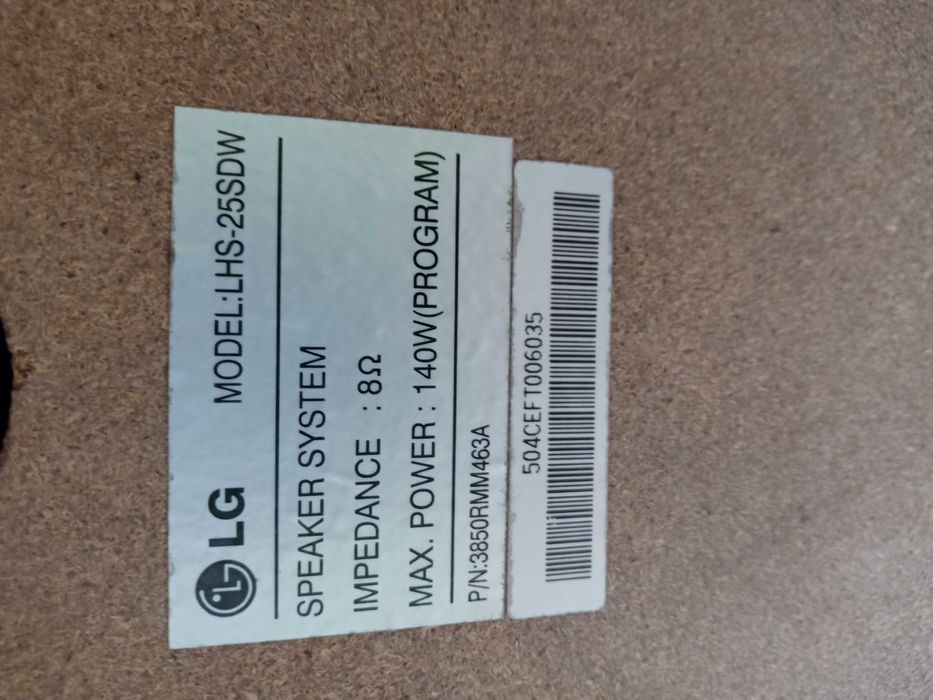 LG MODEL:LHS-25SDW
SPEAKER SYSTEM
IMPEDANCE : 8Ω
MAX. POWER : 140W(PROGRAM)
P/N:3850RMM463A
504CEFT006035